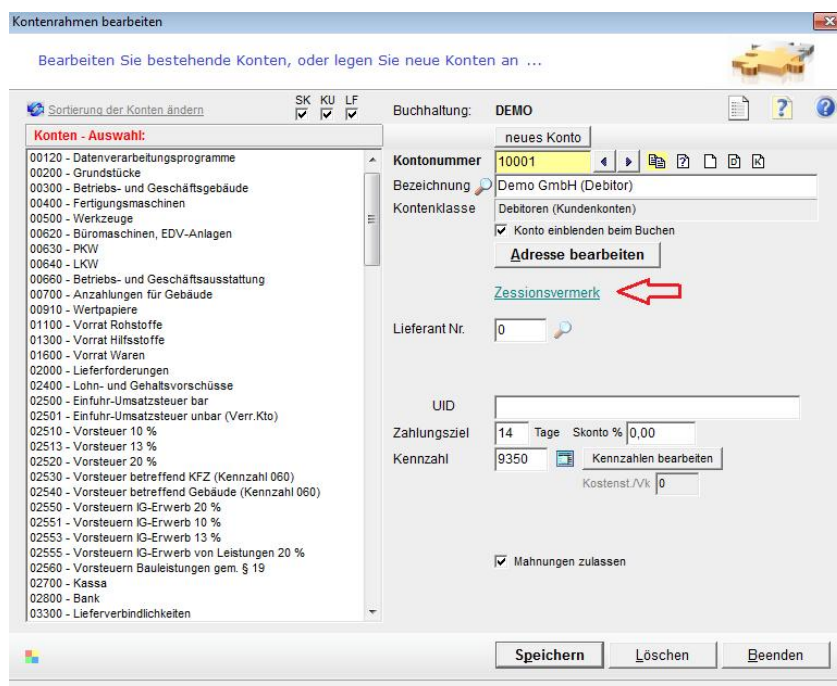 Kontenrahmen bearbeiten
Bearbeiten Sie bestehende Konten, oder legen Sie neue Konten an ...
Sortierung der Konten ändern
SK KU LF
Konten - Auswahl:
00120 - Datenverarbeitungsprogramme
00200 - Grundstücke
00300 - Betriebs- und Geschäftsgebäude
00400 - Fertigungsmaschinen
00500 - Werkzeuge
00620 - Büromaschinen, EDV-Anlagen
00630 - PKW
00640 - LKW
00660 - Betriebs- und Geschäftsausstattung
00700 - Anzahlungen für Gebäude
00910 - Wertpapiere
01100 - Vorrat Rohstoffe
01300 - Vorrat Hilfsstoffe
01600 - Vorrat Waren
02000 - Lieferforderungen
02400 - Lohn- und Gehaltsvorschüsse
02500 - Einfuhr-Umsatzsteuer bar
02501 - Einfuhr-Umsatzsteuer unbar (Verr.Kto)
02510 - Vorsteuer 10 %
02513 - Vorsteuer 13 %
02520 - Vorsteuer 20 %
02530 - Vorsteuer betreffend KFZ (Kennzahl 060)
02540 - Vorsteuer betreffend Gebäude (Kennzahl 060)
02550 - Vorsteuern IG-Erwerb 20 %
02551 - Vorsteuern IG-Erwerb 10 %
02553 - Vorsteuern IG-Erwerb 13 %
02555 - Vorsteuern IG-Erwerb von Leistungen 20 %
02560 - Vorsteuern Bauleistungen gem. § 19
02700 - Kassa
02800 - Bank
03300 - Lieferverbindlichkeiten
Buchhaltung: DEMO
neues Konto
Kontonummer 10001
Bezeichnung Demo GmbH (Debitor)
Kontenklasse Debitoren (Kundenkonten)
Konto einblenden beim Buchen
Adresse bearbeiten
Zessionsvermerk
Lieferant Nr. 0
UID
Zahlungsziel 14 Tage Skonto % 0,00
Kennzahl 9350 Kennzahlen bearbeiten
Kostenst./Vk 0
Mahnungen zulassen
Speichern Löschen Beenden